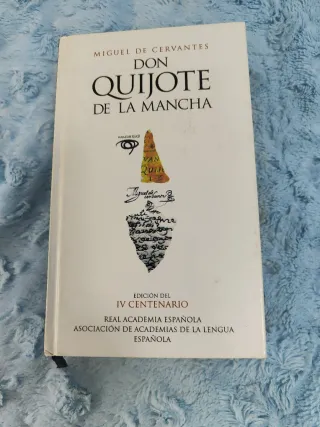 MIGUEL DE CERVANTES
DON
QUIJOTE
DE LA MANCHA
EDICIÓN DEL
IV CENTENARIO
REAL ACADEMIA ESPAÑOLA
ASOCIACIÓN DE ACADEMIAS DE LA LENGUA
ESPAÑOLA